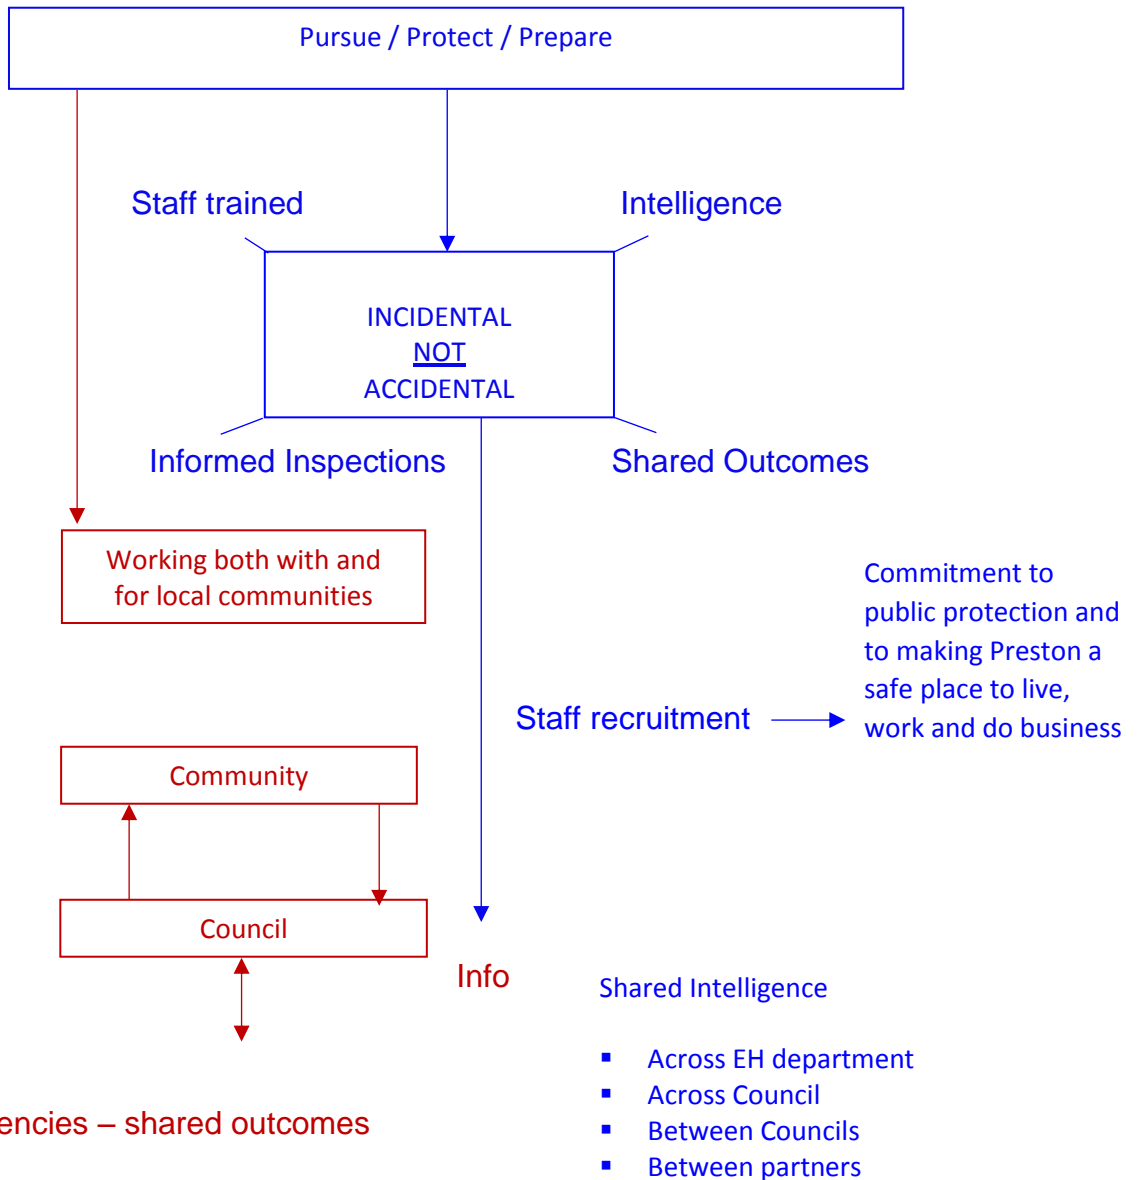 Pursue / Protect / Prepare
Staff trained
Intelligence
INCIDENTAL
NOT
ACCIDENTAL
Informed Inspections
Shared Outcomes
Working both with and
for local communities
Commitment to
public protection and
to making Preston a
safe place to live,
work and do business
Staff recruitment
Community
Council
Info
Shared Intelligence
▪ Across EH department
▪ Across Council
▪ Between Councils
▪ Between partners
encies – shared outcomes